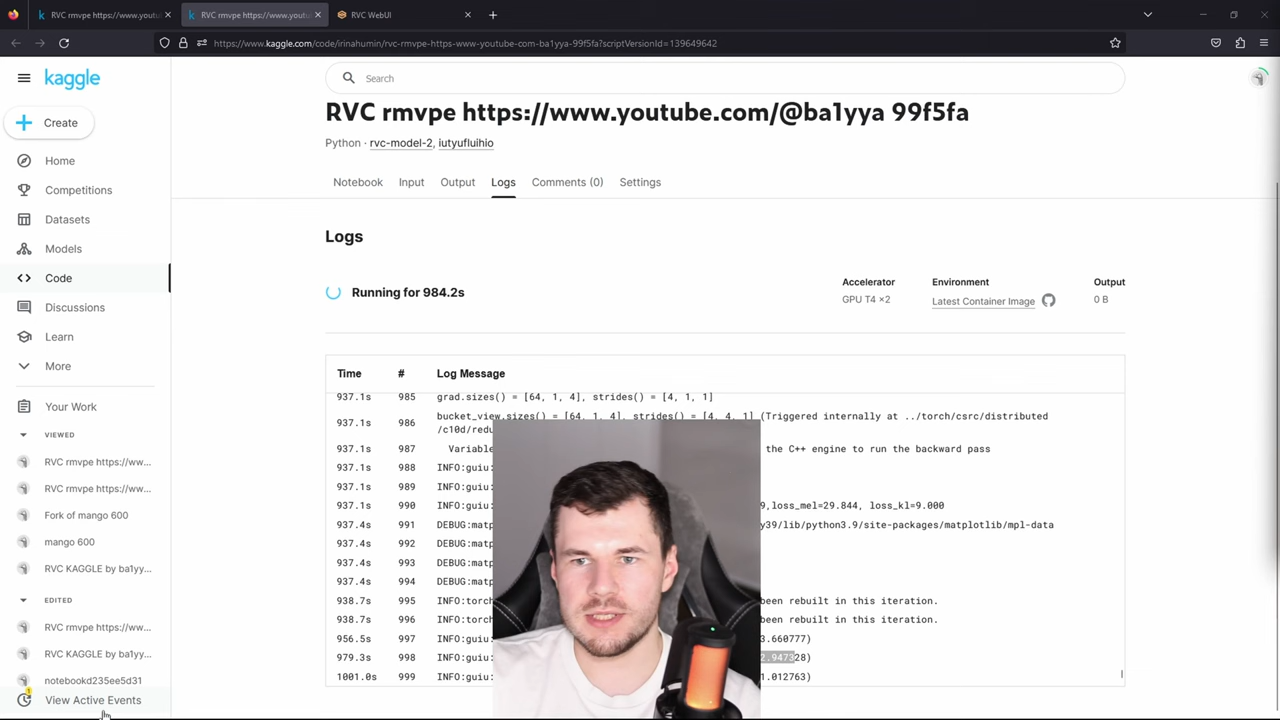 RVC rmvpe https://www.youtu
RVC rmvpe https://www.youtu
RVC WebUI
https://www.kaggle.com/code/irinahumin/rvc-rmvpe-https-www-youtube-com-ba1yya-99f5fa?scriptVersionId=139649642
kaggle
Search
Create
RVC rmvpe https://www.youtube.com/@ba1yya 99f5fa
Python · rvc-model-2, iutyufluihio
Home
Competitions
Datasets
Models
Code
Discussions
Learn
More
Your Work
VIEWED
RVC rmvpe https://ww...
RVC rmvpe https://ww...
Fork of mango 600
mango 600
RVC KAGGLE by ba1yy...
EDITED
RVC rmvpe https://ww...
RVC KAGGLE by ba1yy...
notebookd235ee5d31
View Active Events
Notebook Input Output Logs Comments (0) Settings
Logs
Running for 984.2s
Accelerator
GPU T4 ×2
Environment
Latest Container Image
Output
0 B
Time # Log Message
937.1s 985 grad.sizes() = [64, 1, 4], strides() = [4, 1, 1]
937.1s 986 bucket_view.sizes() = [64, 1, 4], strides() = [4, 4, 1] (Triggered internally at ../torch/csrc/distributed
/c10d/redu
937.1s 987 Variable the C++ engine to run the backward pass
937.1s 988 INFO:guiu:
937.1s 989 INFO:guiu:
937.1s 990 INFO:guiu: 9,loss_mel=29.844, loss_kl=9.000
937.4s 991 DEBUG:matp y39/lib/python3.9/site-packages/matplotlib/mpl-data
937.4s 992 DEBUG:matp
937.4s 993 DEBUG:matp
937.4s 994 DEBUG:matp
938.7s 995 INFO:torch been rebuilt in this iteration.
938.7s 996 INFO:torch been rebuilt in this iteration.
956.5s 997 INFO:guiu: 3.660777)
979.3s 998 INFO:guiu: 2.947328)
1001.0s 999 INFO:guiu: 1.012763)